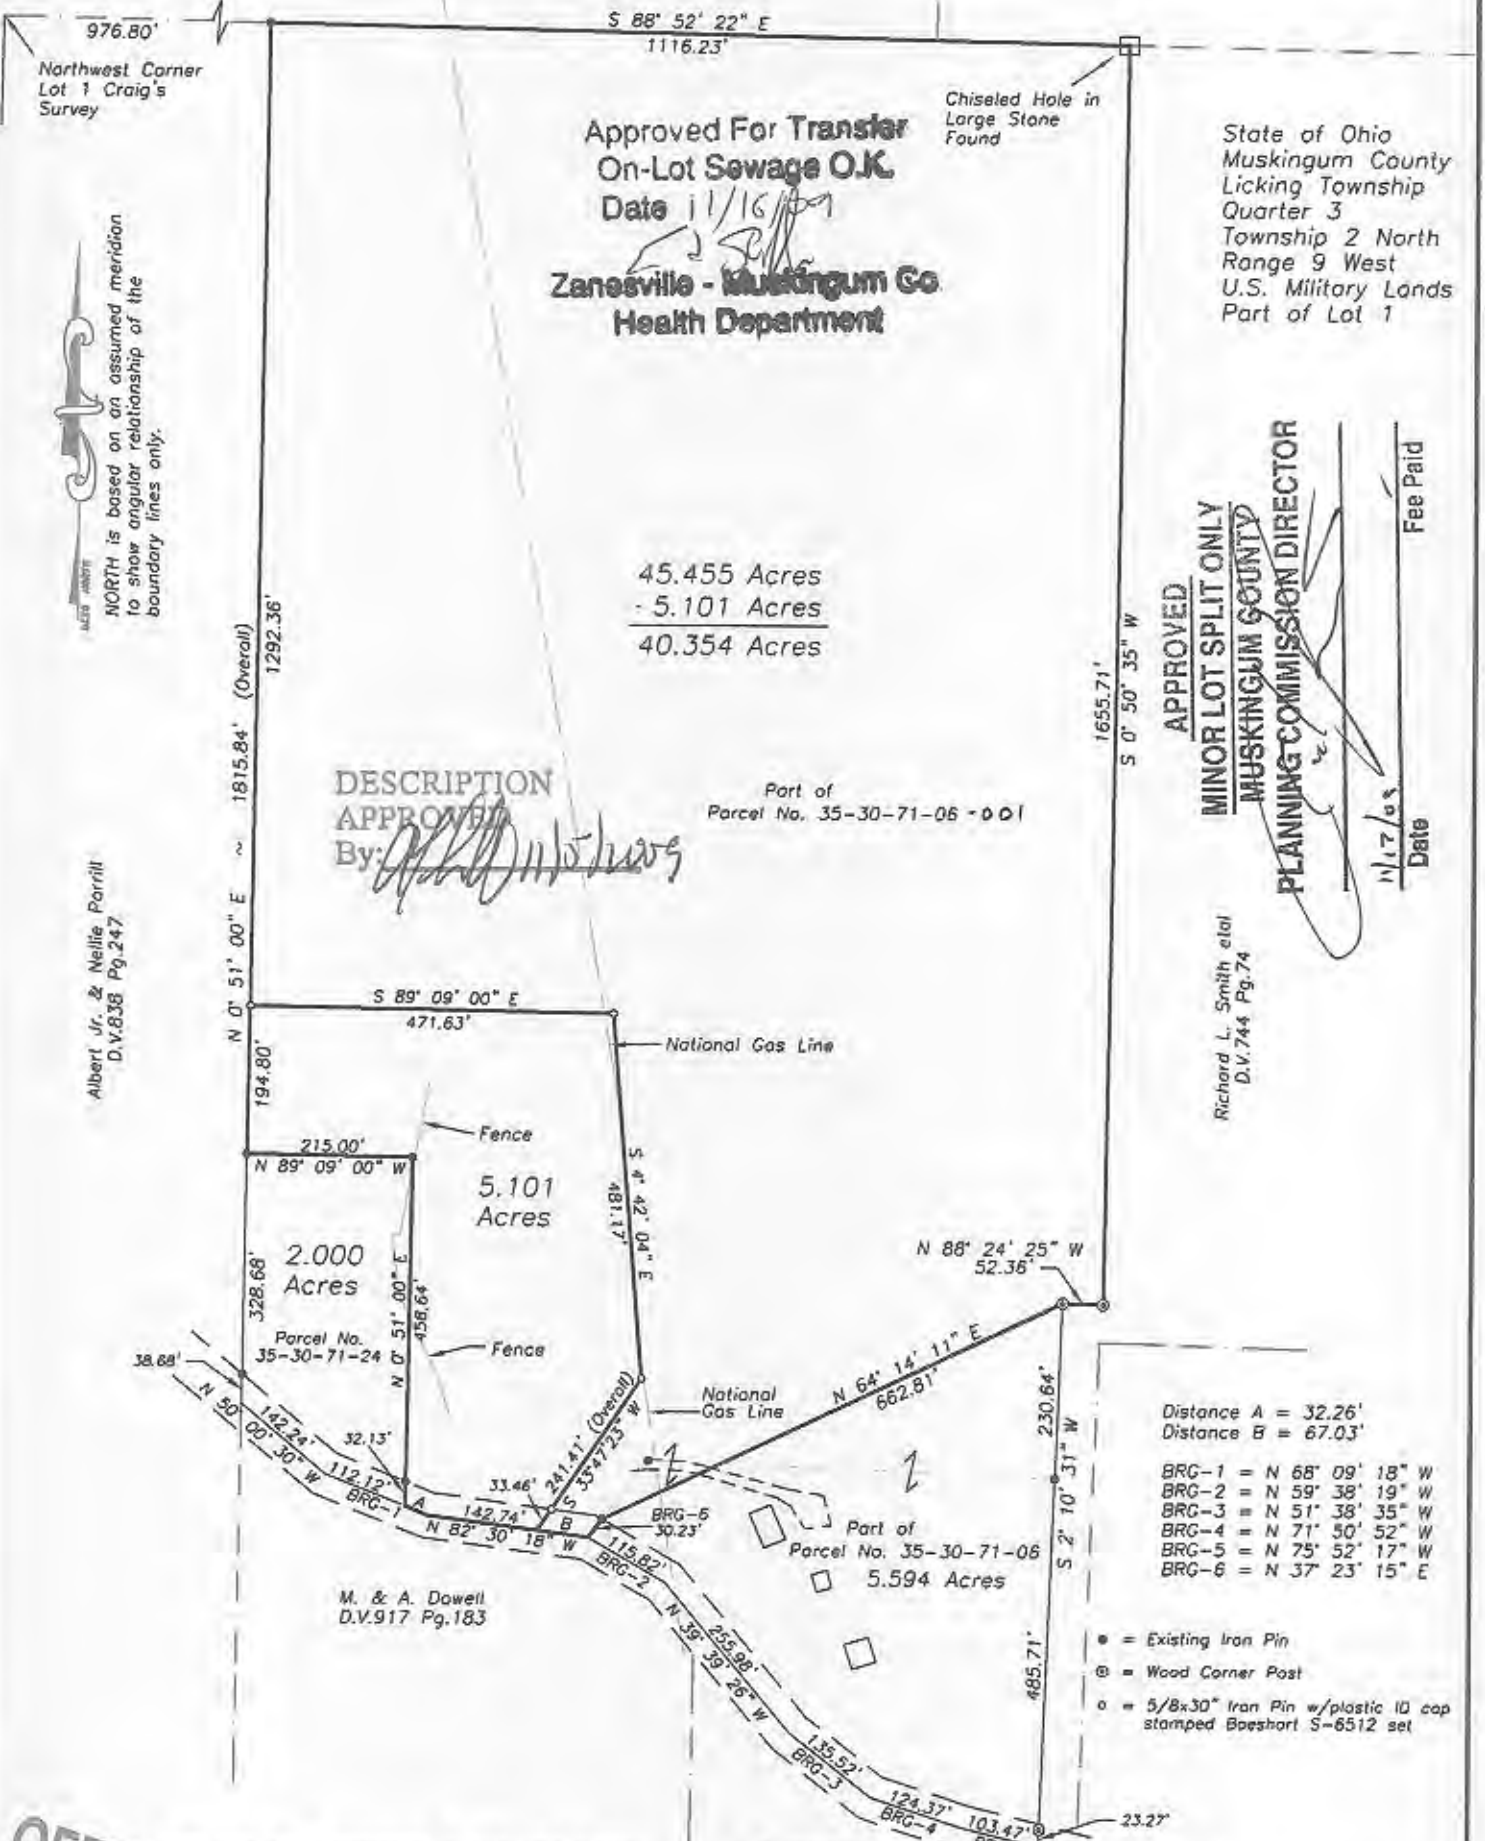 976.80'
S 88° 52' 22" E
1116.23'
Northwest Corner
Lot 1 Craig's
Survey
Chiseled Hole in
Large Stone
Found
Approved For Transfer
On-Lot Sewage O.K.
Date 11/16/09
Zanesville - Muskingum Co
Health Department
State of Ohio
Muskingum County
Licking Township
Quarter 3
Township 2 North
Range 9 West
U.S. Military Lands
Part of Lot 1
NORTH is based on an assumed meridian
to show angular relationship of the
boundary lines only.
45.455 Acres
- 5.101 Acres
40.354 Acres
N 0° 51' 00" E ~ 1815.84' (Overall)
1292.36'
1655.71'
S 0° 50' 35" W
APPROVED
MINOR LOT SPLIT ONLY
MUSKINGUM COUNTY
PLANNING COMMISSION DIRECTOR
11/17/09
Date
Fee Paid
DESCRIPTION
APPROVED
By:
Part of
Parcel No. 35-30-71-06 -001
Albert Jr. & Nellie Parrill
D.V.838 Pg.247
Richard L. Smith etal
D.V.744 Pg.74
S 89° 09' 00" E
471.63'
National Gas Line
194.80'
Fence
215.00'
N 89° 09' 00" W
5.101
Acres
S 4° 42' 04" E
481.17'
2.000
Acres
N 0° 51' 00" E
458.64'
328.68'
Parcel No.
35-30-71-24
Fence
N 88° 24' 25" W
52.36'
N 64° 14' 11" E
662.81'
National
Gas Line
38.68'
142.24'
N 50° 00' 30" W
32.13'
112.12'
BRG-1
A
33.46'
142.74'
N 82° 30' 18" W
241.41' (Overall)
S 33°47'23" W
B
BRG-6
30.23'
115.82'
BRG-2
230.64'
S 2° 10' 31" W
485.71'
Distance A = 32.26'
Distance B = 67.03'
BRG-1 = N 68° 09' 18" W
BRG-2 = N 59° 38' 19" W
BRG-3 = N 51° 38' 35" W
BRG-4 = N 71° 50' 52" W
BRG-5 = N 75° 52' 17" W
BRG-6 = N 37° 23' 15" E
Part of
Parcel No. 35-30-71-06
5.594 Acres
M. & A. Dowell
D.V.917 Pg.183
255.98'
N 39° 39' 26" W
= Existing Iron Pin
= Wood Corner Post
= 5/8x30" Iron Pin w/plastic ID cap
stamped Boeshart S-6512 set
135.52'
BRG-3
124.37'
BRG-4
103.47'
23.27'